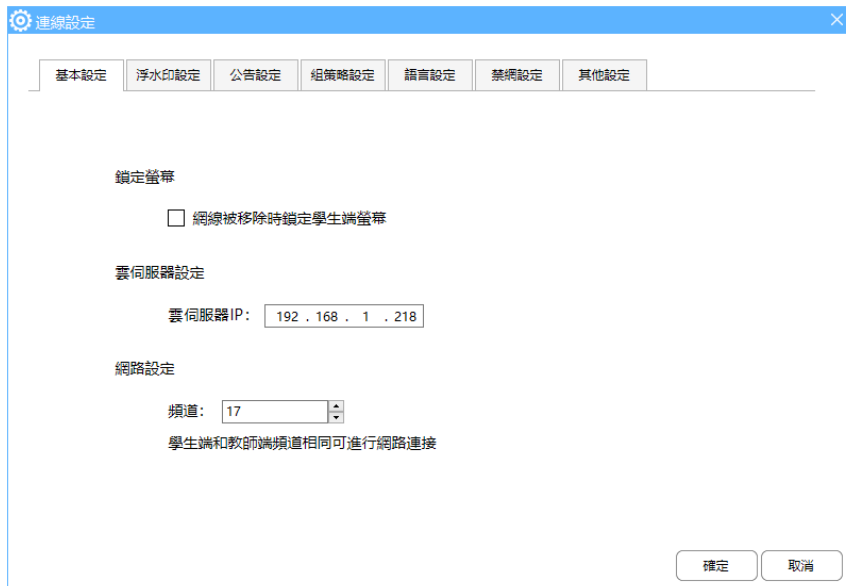 連線設定
基本設定 浮水印設定 公告設定 組策略設定 語言設定 禁網設定 其他設定
鎖定螢幕
網線被移除時鎖定學生端螢幕
雲伺服器設定
雲伺服器IP： 192 . 168 . 1 . 218
網路設定
頻道： 17
學生端和教師端頻道相同可進行網路連接
確定 取消